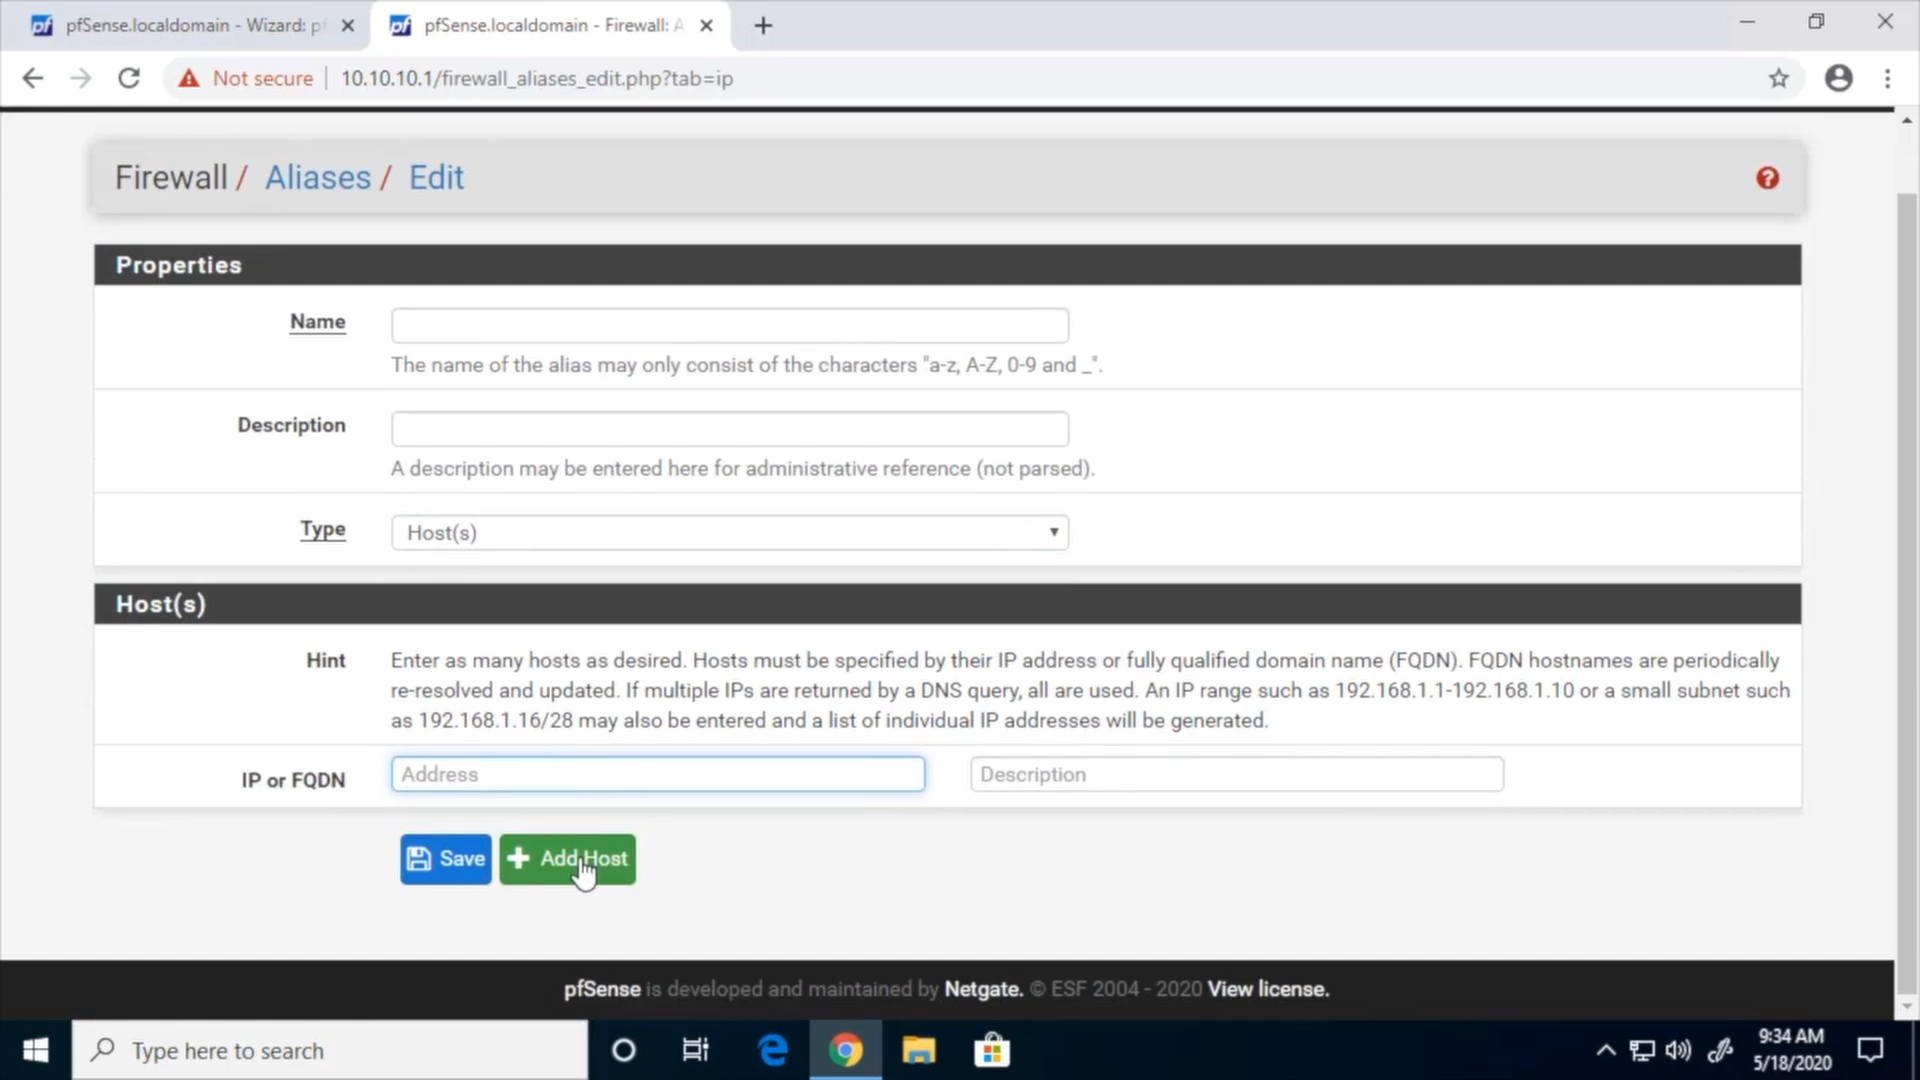 pfSense.localdomain - Wizard: pf
pfSense.localdomain - Firewall: A
Not secure
10.10.10.1/firewall_aliases_edit.php?tab=ip
Firewall / Aliases / Edit
Properties
Name
The name of the alias may only consist of the characters "a-z, A-Z, 0-9 and _".
Description
A description may be entered here for administrative reference (not parsed).
Type
Host(s)
Host(s)
Hint
Enter as many hosts as desired. Hosts must be specified by their IP address or fully qualified domain name (FQDN). FQDN hostnames are periodically
re-resolved and updated. If multiple IPs are returned by a DNS query, all are used. An IP range such as 192.168.1.1-192.168.1.10 or a small subnet such
as 192.168.1.16/28 may also be entered and a list of individual IP addresses will be generated.
IP or FQDN
Address
Description
Save
Add Host
pfSense is developed and maintained by Netgate. © ESF 2004 - 2020 View license.
Type here to search
9:34 AM
5/18/2020